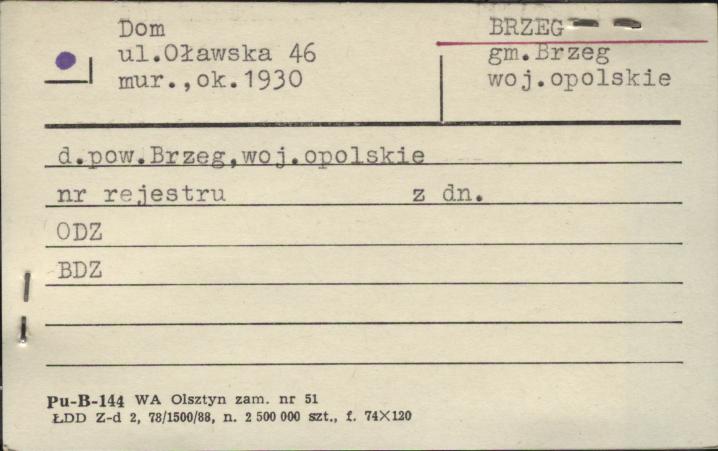 Dom
ul.Oławska 46
mur.,ok.1930
BRZEG
gm.Brzeg
woj.opolskie
d.pow.Brzeg,woj.opolskie
nr rejestru z dn.
ODZ
BDZ
Pu-B-144 WA Olsztyn zam. nr 51
ŁDD Z-d 2, 78/1500/88, n. 2 500 000 szt., f. 74×120